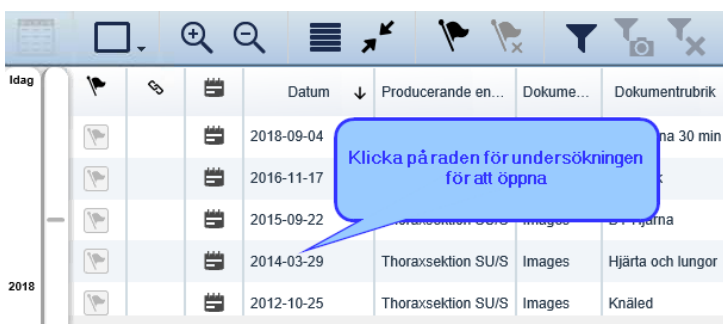 Idag
Datum ↓ Producerande en... Dokume... Dokumentrubrik
2018-09-04 na 30 min
Klicka på raden för undersökningen
för att öppna
2016-11-17
2015-09-22
2014-03-29 Thoraxsektion SU/S Images Hjärta och lungor
2018
2012-10-25 Thoraxsektion SU/S Images Knäled